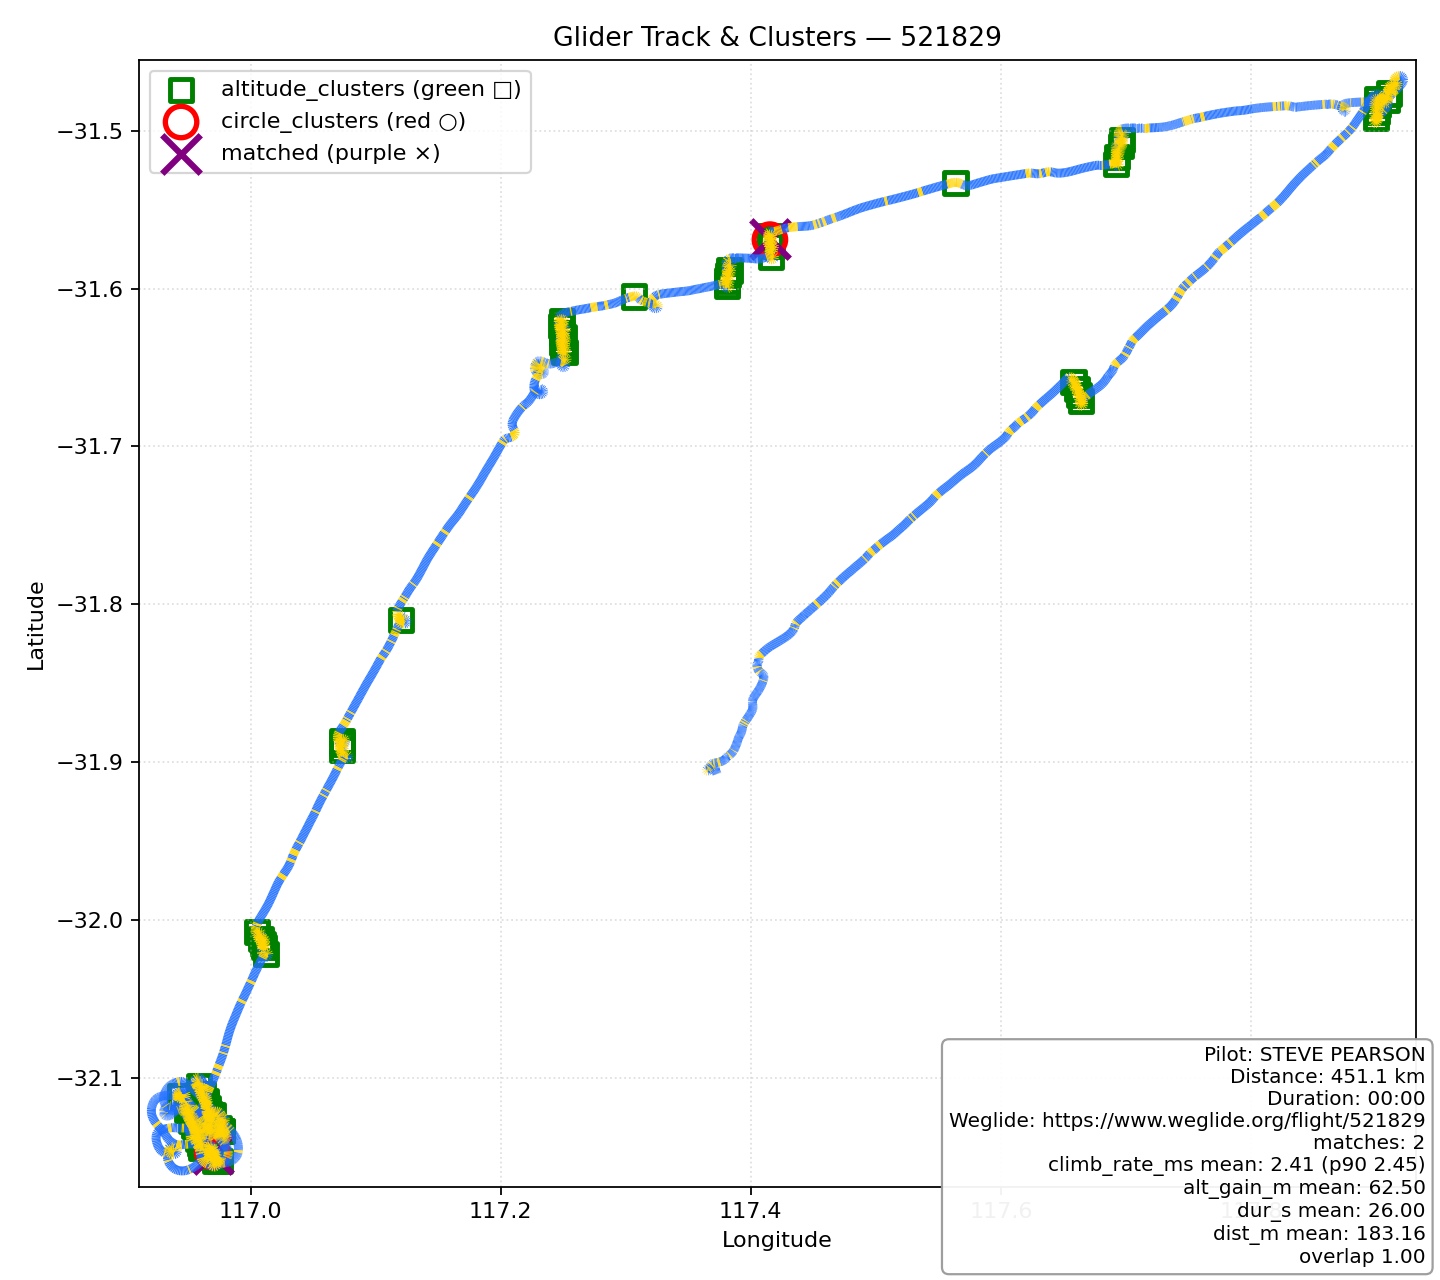 Glider Track & Clusters — 521829
altitude_clusters (green □)
circle_clusters (red ○)
matched (purple ×)
−31.5
−31.6
−31.7
−31.8
−31.9
−32.0
−32.1
Latitude
117.0
117.2
117.4
117.6
Longitude
Pilot: STEVE PEARSON
Distance: 451.1 km
Duration: 00:00
Weglide: https://www.weglide.org/flight/521829
matches: 2
climb_rate_ms mean: 2.41 (p90 2.45)
alt_gain_m mean: 62.50
dur_s mean: 26.00
dist_m mean: 183.16
overlap 1.00